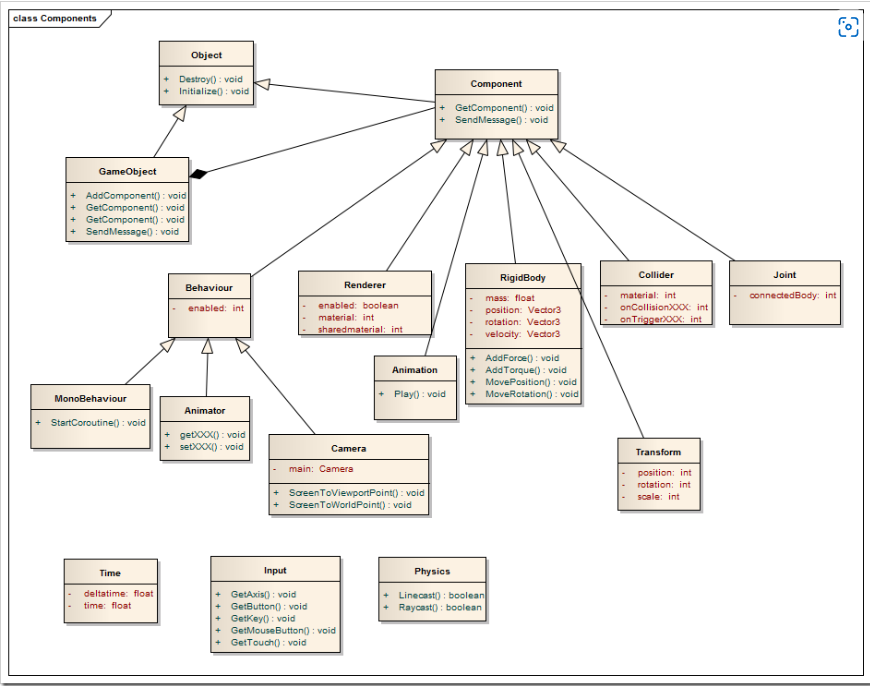 class Components
Object
+ Destroy() : void
+ Initialize() : void
Component
+ GetComponent() : void
+ SendMessage() : void
GameObject
+ AddComponent() : void
+ GetComponent() : void
+ GetComponent() : void
+ SendMessage() : void
Behaviour
- enabled: int
Renderer
- enabled: boolean
- material: int
- sharedmaterial: int
RigidBody
- mass: float
- position: Vector3
- rotation: Vector3
- velocity: Vector3
+ AddForce() : void
+ AddTorque() : void
+ MovePosition() : void
+ MoveRotation() : void
Collider
- material: int
- onCollisionXXX: int
- onTriggerXXX: int
Joint
- connectedBody: int
Animation
+ Play() : void
MonoBehaviour
+ StartCoroutine() : void
Animator
+ getXXX() : void
+ setXXX() : void
Camera
- main: Camera
+ ScreenToViewportPoint() : void
+ ScreenToWorldPoint() : void
Transform
- position: int
- rotation: int
- scale: int
Time
- deltatime: float
- time: float
Input
+ GetAxis() : void
+ GetButton() : void
+ GetKey() : void
+ GetMouseButton() : void
+ GetTouch() : void
Physics
+ Linecast() : boolean
+ Raycast() : boolean